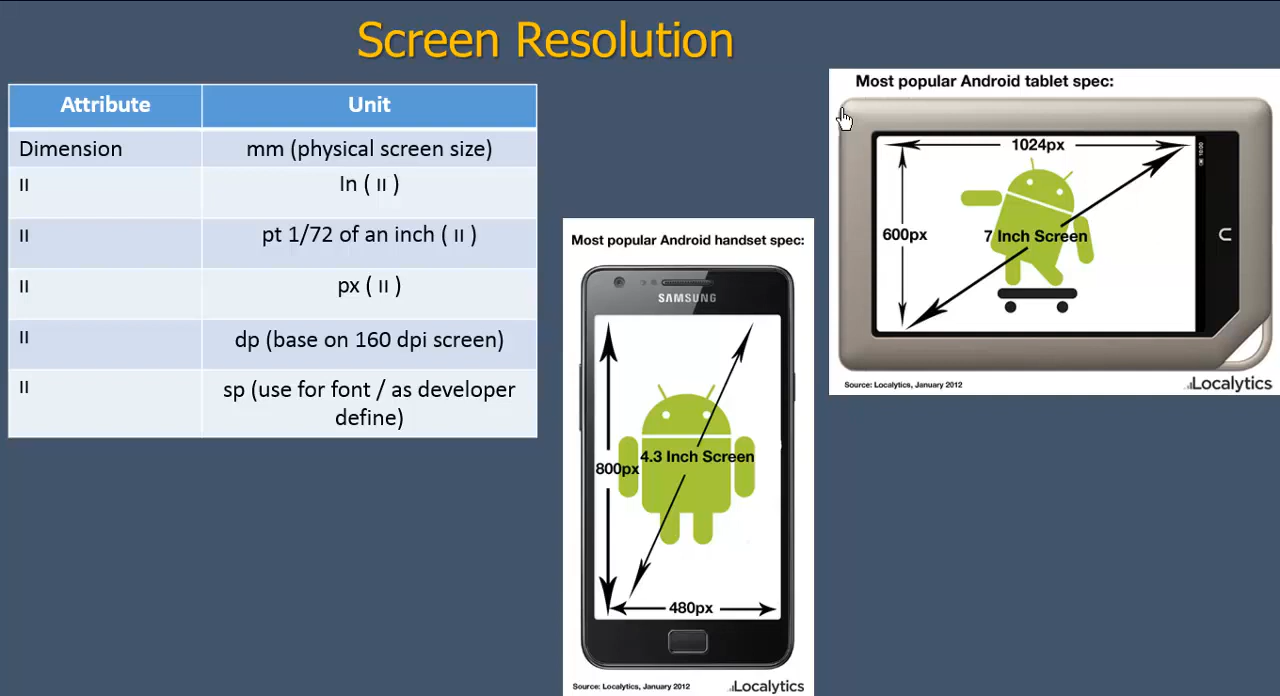 Screen Resolution
Attribute Unit
Dimension mm (physical screen size)
II In ( II )
II pt 1/72 of an inch ( II )
II px ( II )
II dp (base on 160 dpi screen)
II sp (use for font / as developer
define)
Most popular Android handset spec:
SAMSUNG
800px
4.3 Inch Screen
480px
Source: Localytics, January 2012
Localytics
Most popular Android tablet spec:
1024px
600px
7 Inch Screen
Source: Localytics, January 2012
Localytics